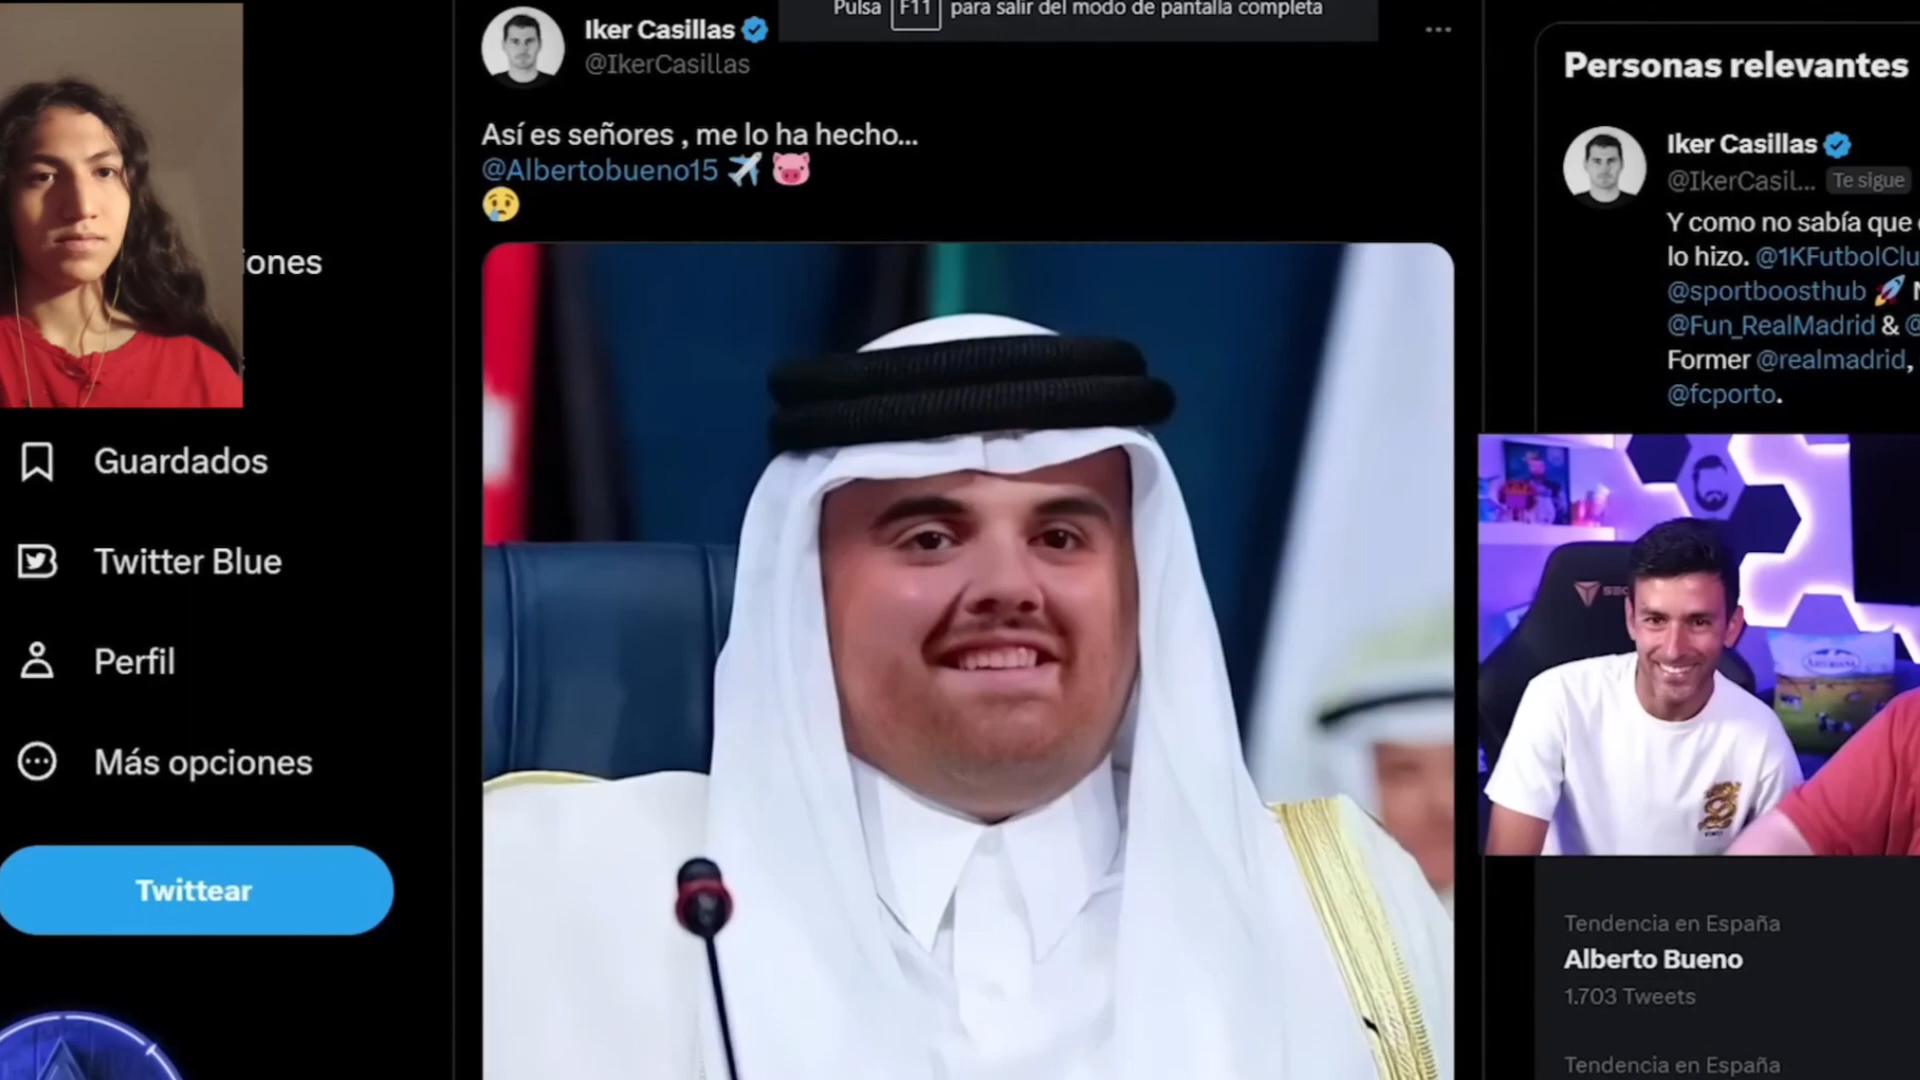 Pulsa F11 para salir del modo de pantalla completa
Iker Casillas
@IkerCasillas
Así es señores , me lo ha hecho...
@Albertobueno15
iones
Guardados
Twitter Blue
Perfil
Más opciones
Twittear
Personas relevantes
Iker Casillas
@IkerCasil... Te sigue
Y como no sabía que
lo hizo. @1KFutbolClu
@sportboosthub
@Fun_RealMadrid & @
Former @realmadrid,
@fcporto.
Tendencia en España
Alberto Bueno
1.703 Tweets
Tendencia en España